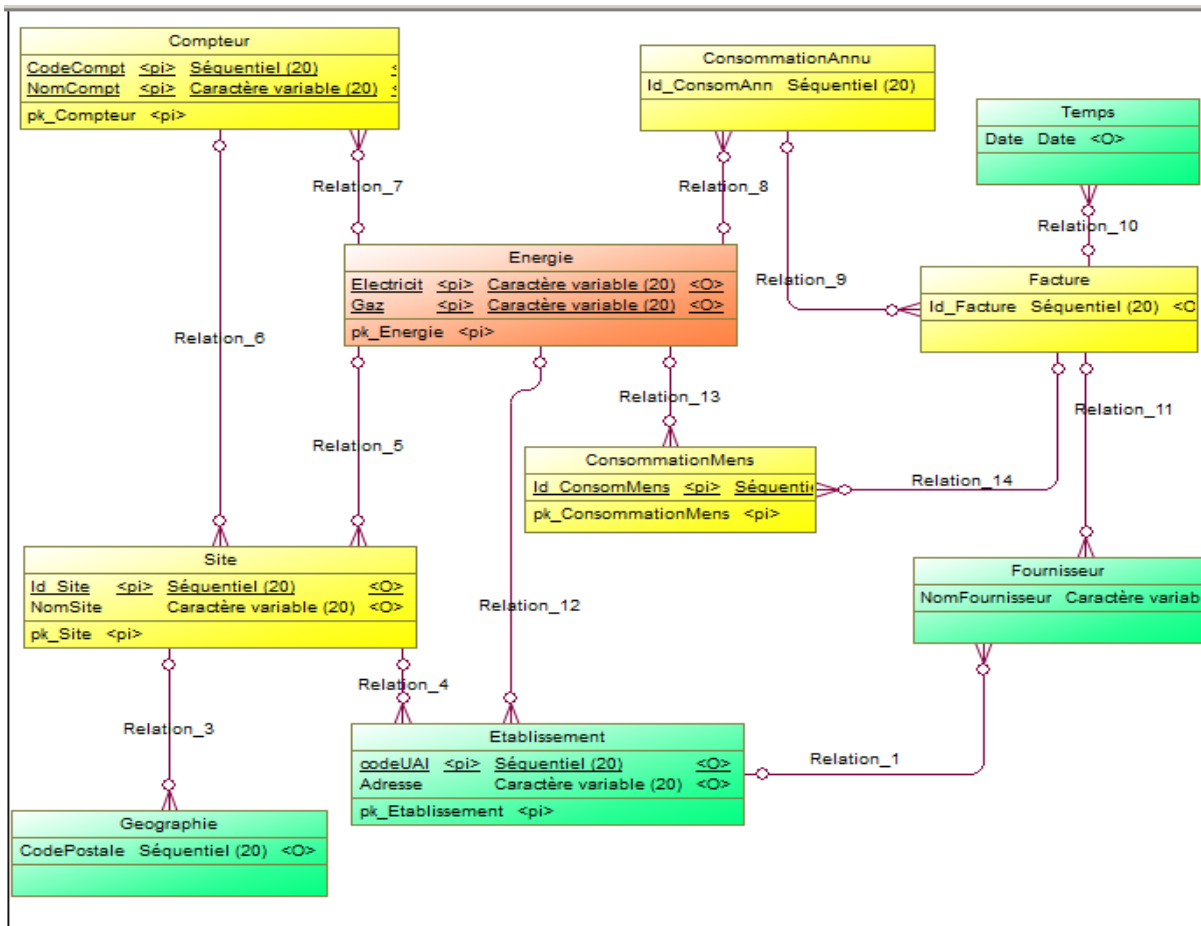 Compteur
CodeCompt <pi> Séquentiel (20) <
NomCompt <pi> Caractère variable (20) <
pk_Compteur <pi>
ConsommationAnnu
Id_ConsomAnn Séquentiel (20)
Temps
Date Date <O>
Relation_7
Relation_8
Relation_10
Energie
Electricit <pi> Caractère variable (20) <O>
Gaz <pi> Caractère variable (20) <O>
pk_Energie <pi>
Relation_9
Facture
Id_Facture Séquentiel (20) <O
Relation_6
Relation_13
Relation_11
Relation_5
ConsommationMens
Id_ConsomMens <pi> Séquentie
pk_ConsommationMens <pi>
Relation_14
Site
Id_Site <pi> Séquentiel (20) <O>
NomSite Caractère variable (20) <O>
pk_Site <pi>
Fournisseur
NomFournisseur Caractère variab
Relation_12
Relation_4
Relation_3
Etablissement
codeUAI <pi> Séquentiel (20) <O>
Adresse Caractère variable (20) <O>
pk_Etablissement <pi>
Relation_1
Geographie
CodePostale Séquentiel (20) <O>